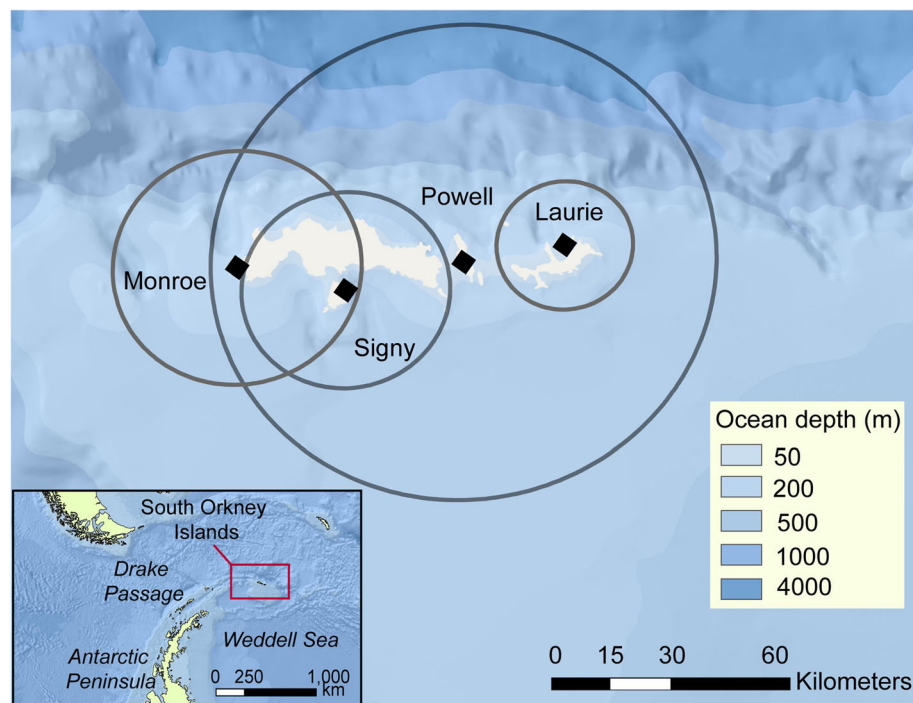 Powell
Laurie
Monroe
Signy
Ocean depth (m)
50
200
500
1000
4000
South Orkney
Islands
Drake
Passage
Weddell Sea
Antarctic
Peninsula
0 250 1,000
km
0 15 30 60
Kilometers